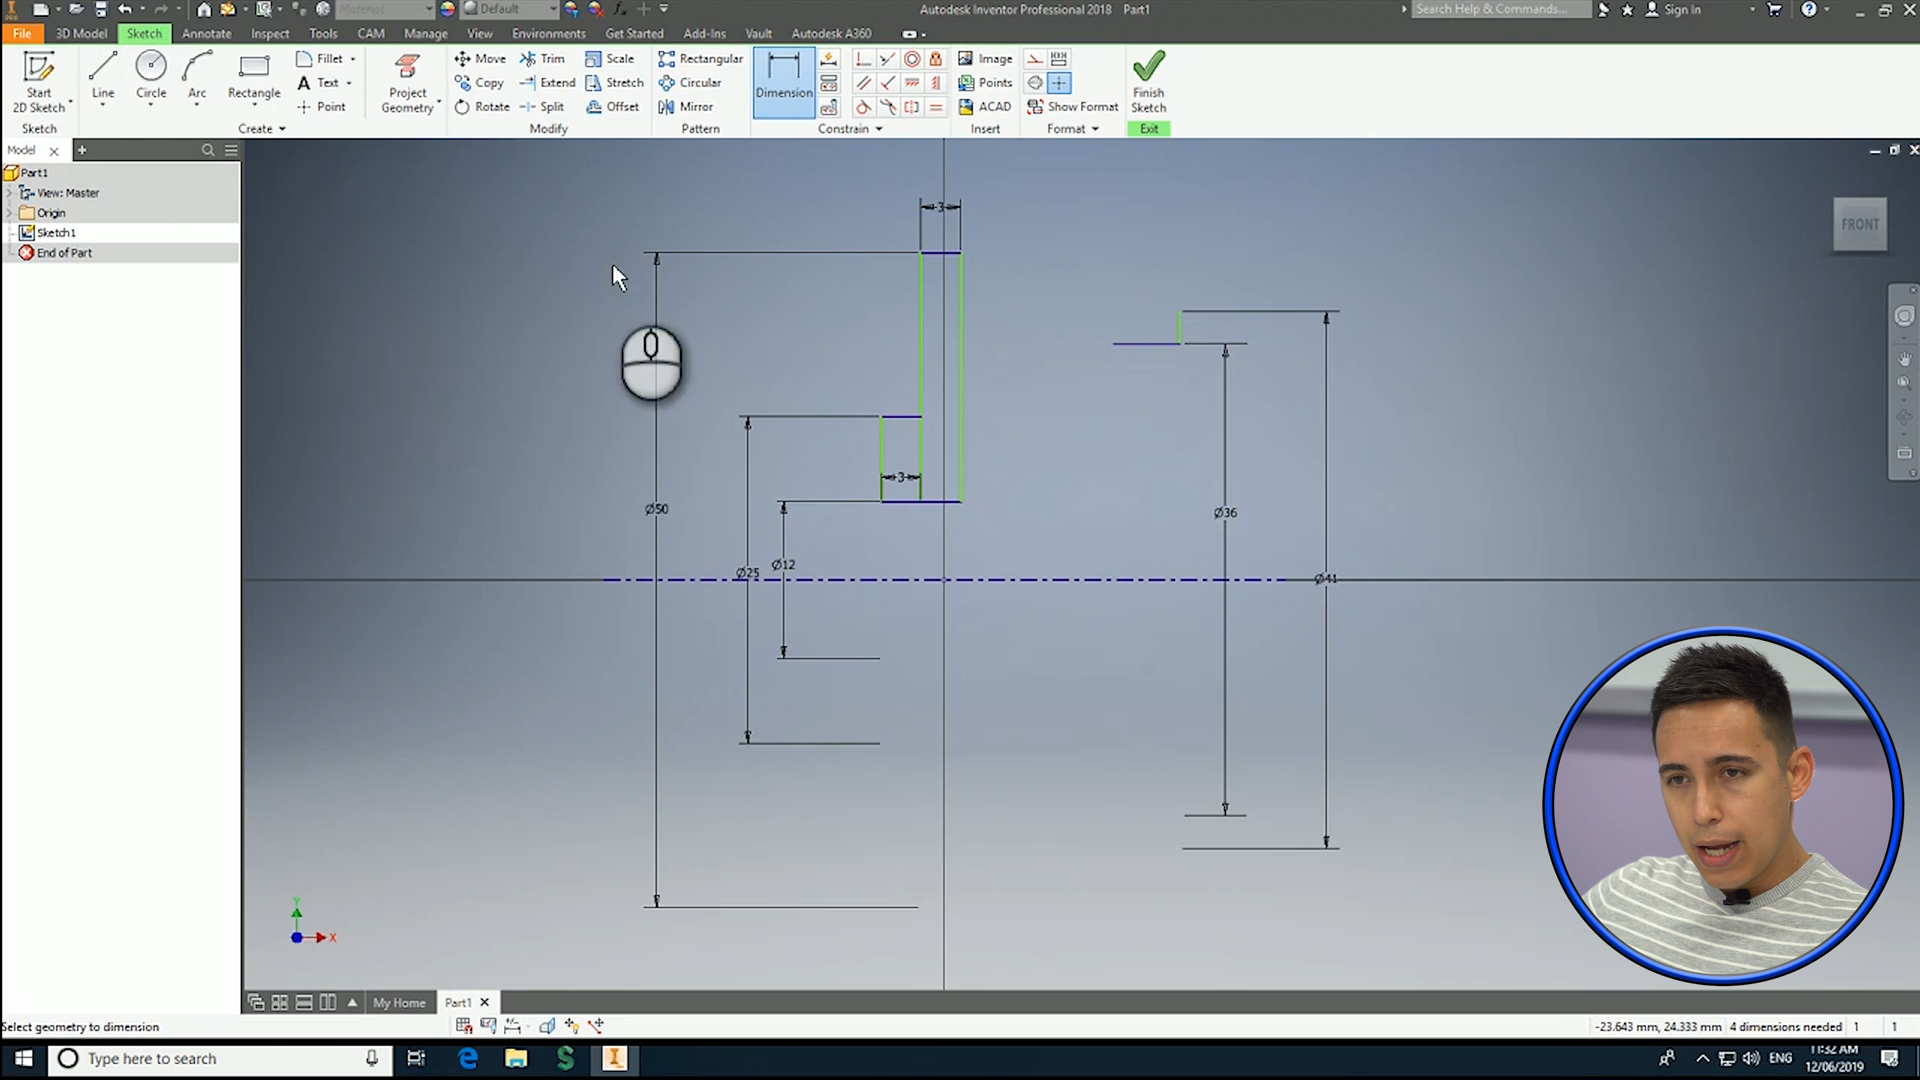 Material
Default
Autodesk Inventor Professional 2018 Part1
Search Help & Commands...
Sign In
File
3D Model
Sketch
Annotate
Inspect
Tools
CAM
Manage
View
Environments
Get Started
Add-Ins
Vault
Autodesk A360
Start
2D Sketch
Line
Circle
Arc
Rectangle
Fillet
Text
Point
Project
Geometry
Move
Copy
Rotate
Trim
Extend
Split
Scale
Stretch
Offset
Rectangular
Circular
Mirror
Dimension
Image
Points
ACAD
Show Format
Finish
Sketch
Sketch
Create
Modify
Pattern
Constrain
Insert
Format
Exit
Model
Part1
View: Master
Origin
Sketch1
End of Part
FRONT
3
3
Ø50
Ø25
Ø12
Ø36
Ø41
Y
X
My Home
Part1
Select geometry to dimension
-23.643 mm, 24.333 mm
4 dimensions needed
1
1
Type here to search
ENG
11:32 AM
12/06/2019